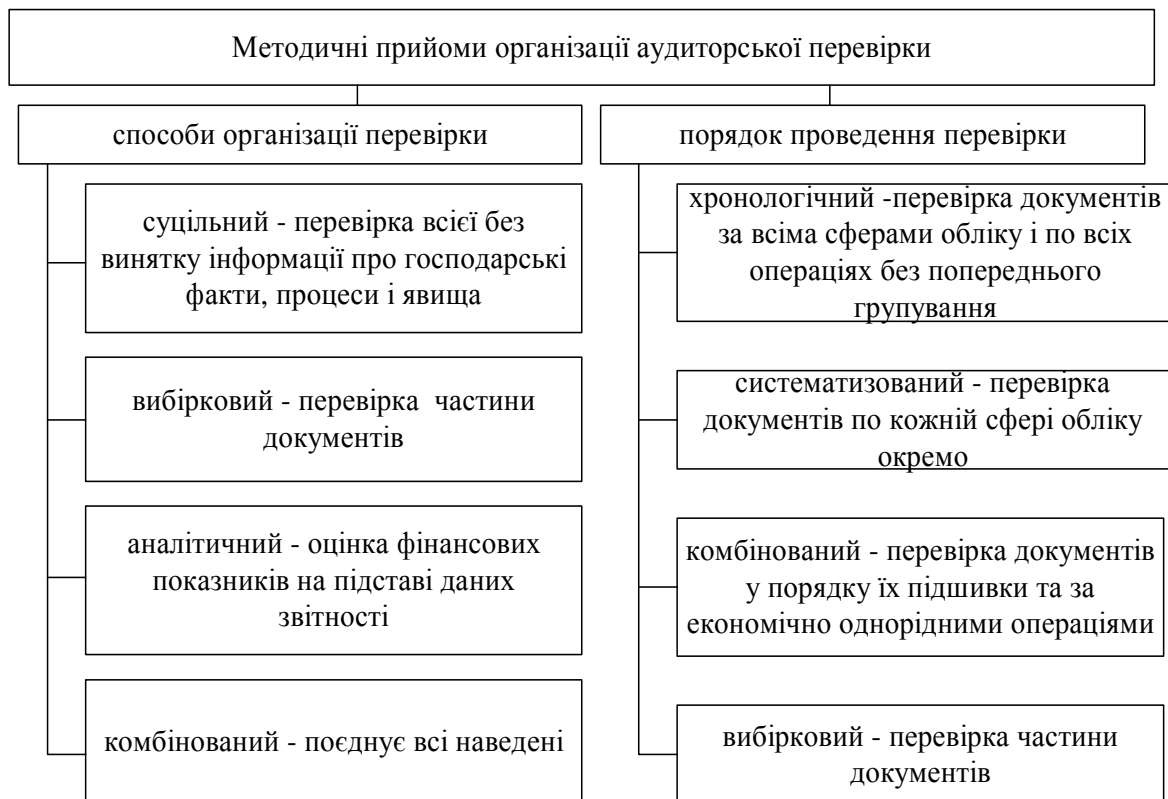 Методичні прийоми організації аудиторської перевірки
способи організації перевірки
суцільний - перевірка всієї без
винятку інформації про господарські
факти, процеси і явища
вибірковий - перевірка частини
документів
аналітичний - оцінка фінансових
показників на підставі даних
звітності
комбінований - поєднує всі наведені
порядок проведення перевірки
хронологічний -перевірка документів
за всіма сферами обліку і по всіх
операціях без попереднього
групування
систематизований - перевірка
документів по кожній сфері обліку
окремо
комбінований - перевірка документів
у порядку їх підшивки та за
економічно однорідними операціями
вибірковий - перевірка частини
документів